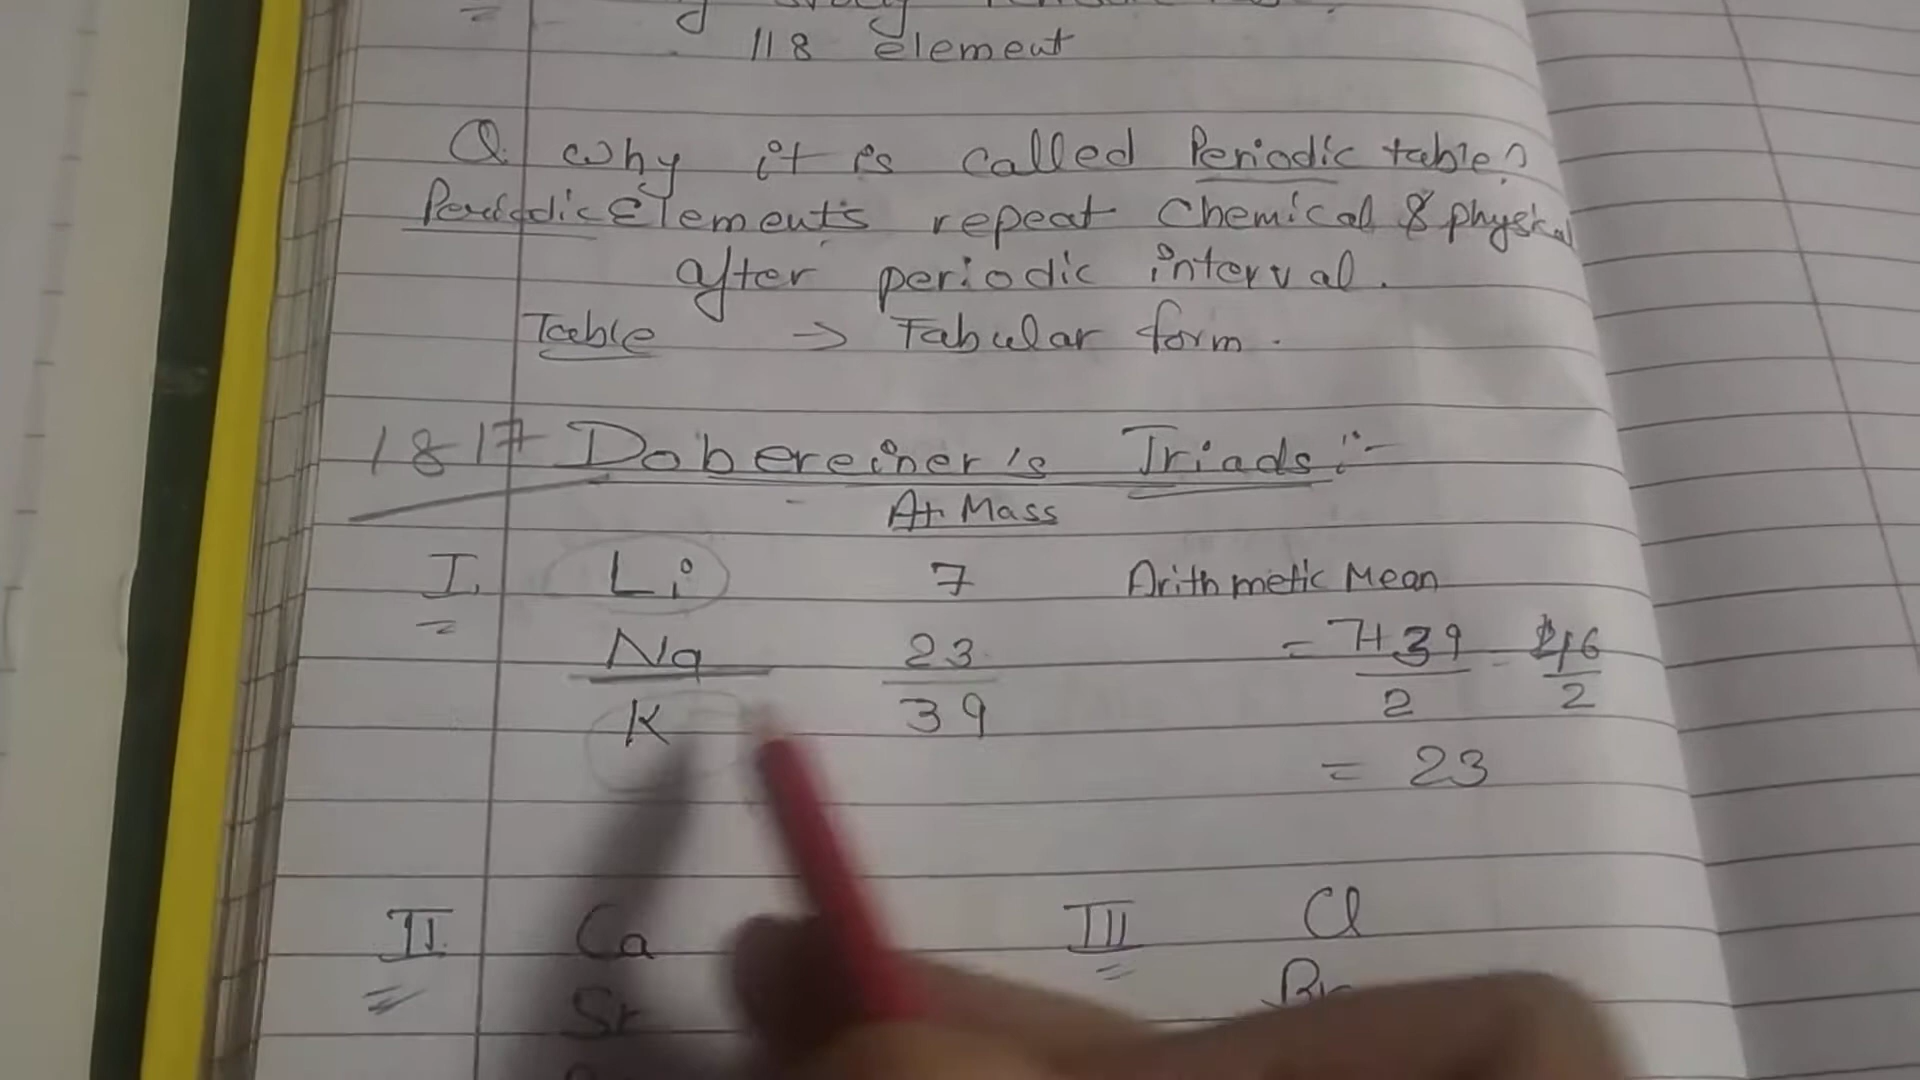 118 element
Q. Why it is called Periodic table?
Periodic Elements repeat Chemical & physical
after periodic interval.
Table → Tabular form.
1817 Dobereiner's Triads :-
At Mass
I. Li 7 Arithmetic Mean
Na 23 = 7+39/2 = 46/2
K 39
= 23
II. Ca III Cl
Sr Br